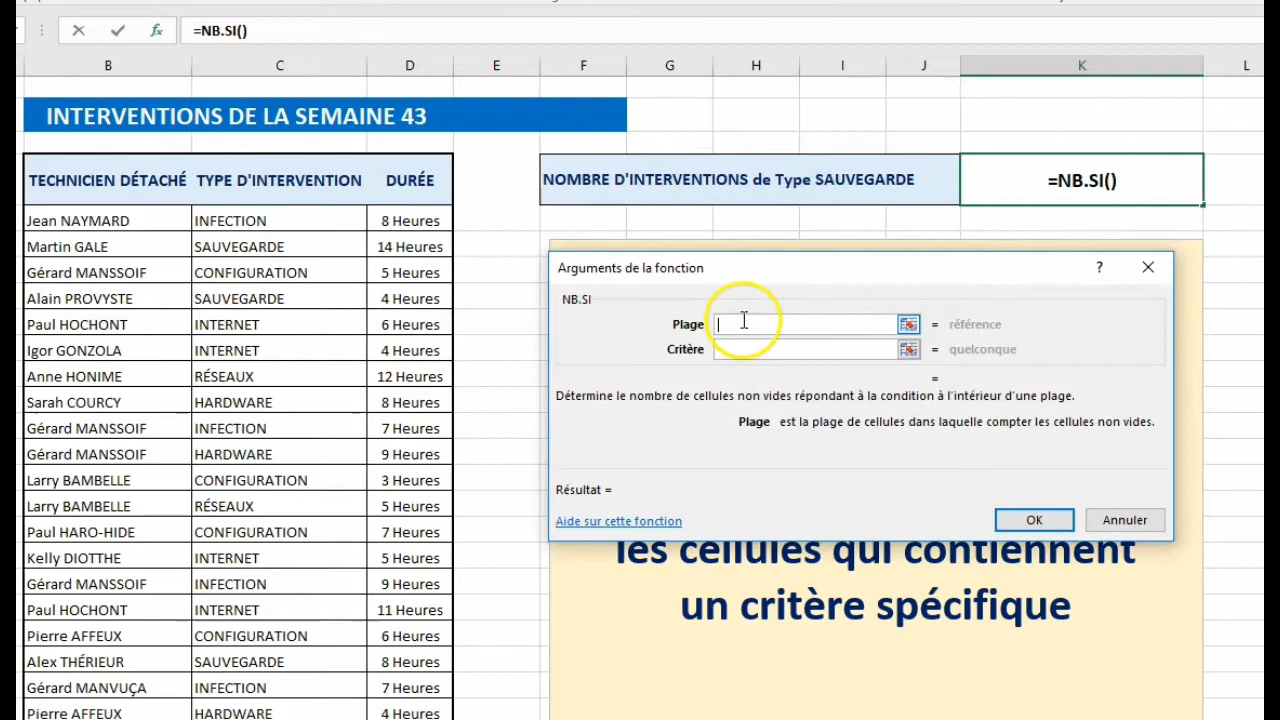 =NB.SI()
B C D E F G H I J K L
INTERVENTIONS DE LA SEMAINE 43
TECHNICIEN DÉTACHÉ TYPE D'INTERVENTION DURÉE
NOMBRE D'INTERVENTIONS de Type SAUVEGARDE
=NB.SI()
Jean NAYMARD INFECTION 8 Heures
Martin GALE SAUVEGARDE 14 Heures
Gérard MANSSOIF CONFIGURATION 5 Heures
Alain PROVYSTE SAUVEGARDE 4 Heures
Paul HOCHONT INTERNET 6 Heures
Igor GONZOLA INTERNET 4 Heures
Anne HONIME RÉSEAUX 12 Heures
Sarah COURCY HARDWARE 8 Heures
Gérard MANSSOIF INFECTION 7 Heures
Gérard MANSSOIF HARDWARE 9 Heures
Larry BAMBELLE CONFIGURATION 3 Heures
Larry BAMBELLE RÉSEAUX 5 Heures
Paul HARO-HIDE CONFIGURATION 7 Heures
Kelly DIOTTHE INTERNET 5 Heures
Gérard MANSSOIF INFECTION 9 Heures
Paul HOCHONT INTERNET 11 Heures
Pierre AFFEUX CONFIGURATION 6 Heures
Alex THÉRIEUR SAUVEGARDE 8 Heures
Gérard MANVUÇA INFECTION 7 Heures
Pierre AFFEUX HARDWARE 4 Heures
Arguments de la fonction ?
NB.SI
Plage = référence
Critère = quelconque
=
Détermine le nombre de cellules non vides répondant à la condition à l'intérieur d'une plage.
Plage est la plage de cellules dans laquelle compter les cellules non vides.
Résultat =
Aide sur cette fonction OK Annuler
les cellules qui contiennent
un critère spécifique